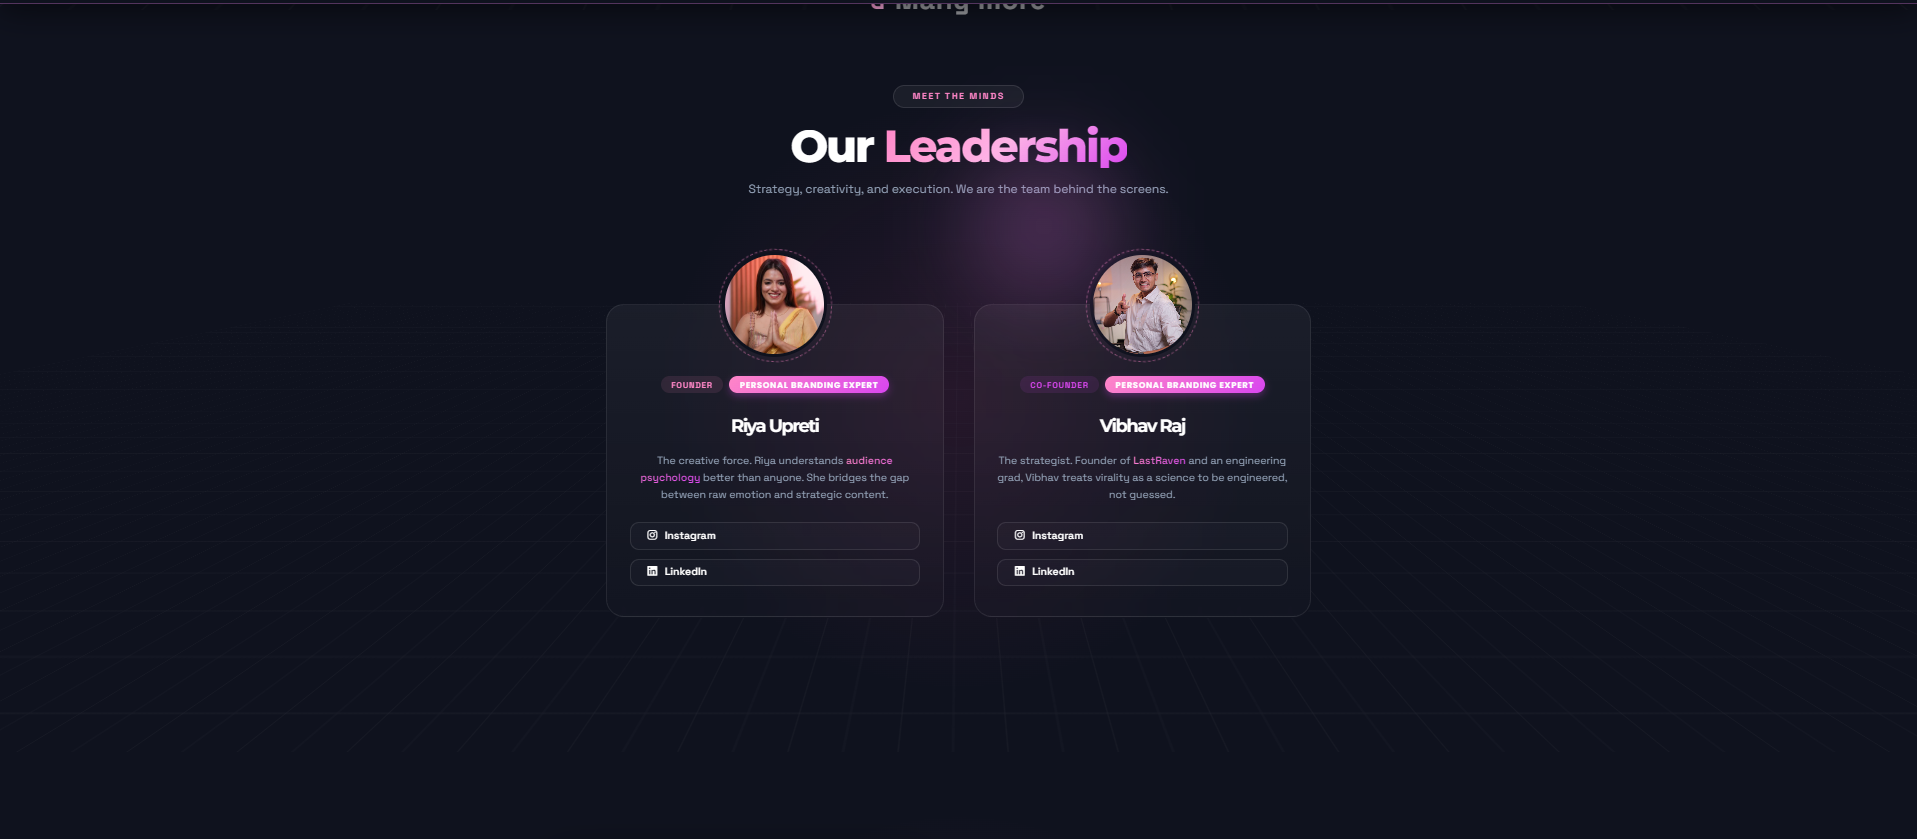 & Many more
MEET THE MINDS
Our Leadership
Strategy, creativity, and execution. We are the team behind the screens.
FOUNDER
PERSONAL BRANDING EXPERT
Riya Upreti
The creative force. Riya understands audience
psychology better than anyone. She bridges the gap
between raw emotion and strategic content.
Instagram
LinkedIn
CO-FOUNDER
PERSONAL BRANDING EXPERT
Vibhav Raj
The strategist. Founder of LastRaven and an engineering
grad, Vibhav treats virality as a science to be engineered,
not guessed.
Instagram
LinkedIn